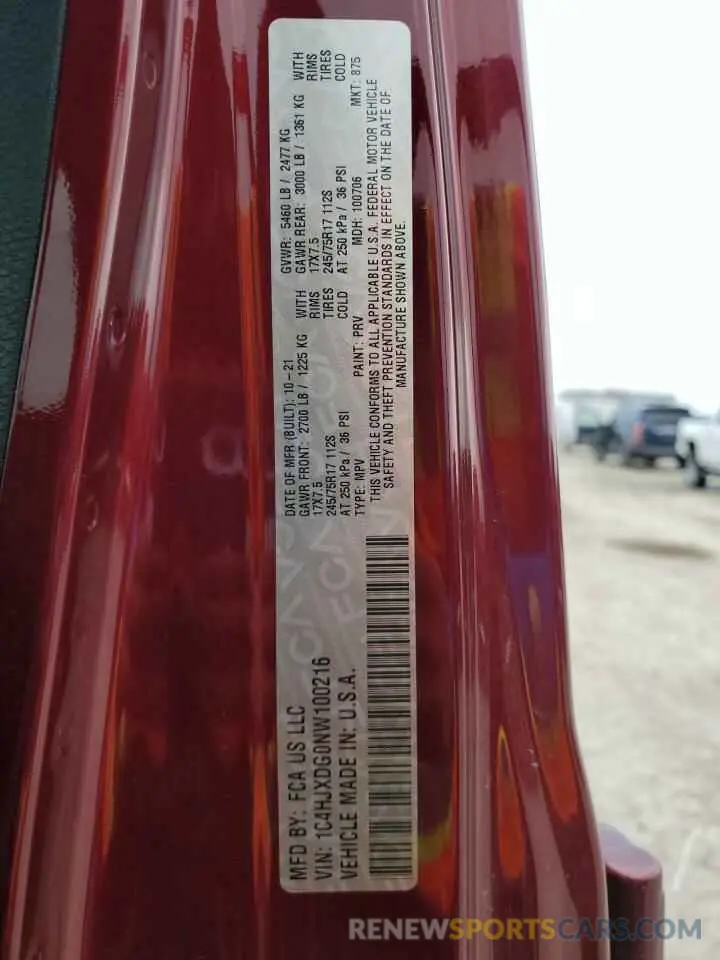 MFD BY: FCA US LLC
VIN: 1C4HJXDG0NW100216
VEHICLE MADE IN: U.S.A.
DATE OF MFR (BUILT): 10-21 GVWR: 5460 LB / 2477 KG
GAWR FRONT: 2700 LB / 1225 KG WITH GAWR REAR: 3000 LB / 1361 KG WITH
17X7.5 RIMS 17X7.5 RIMS
245/75R17 112S TIRES 245/75R17 112S TIRES
AT 250 kPa / 36 PSI COLD AT 250 kPa / 36 PSI COLD
TYPE: MPV PAINT: PRV MDH: 100706 MKT: 875
THIS VEHICLE CONFORMS TO ALL APPLICABLE U.S.A. FEDERAL MOTOR VEHICLE
SAFETY AND THEFT PREVENTION STANDARDS IN EFFECT ON THE DATE OF
MANUFACTURE SHOWN ABOVE.
RENEWSPORTCARS.COM